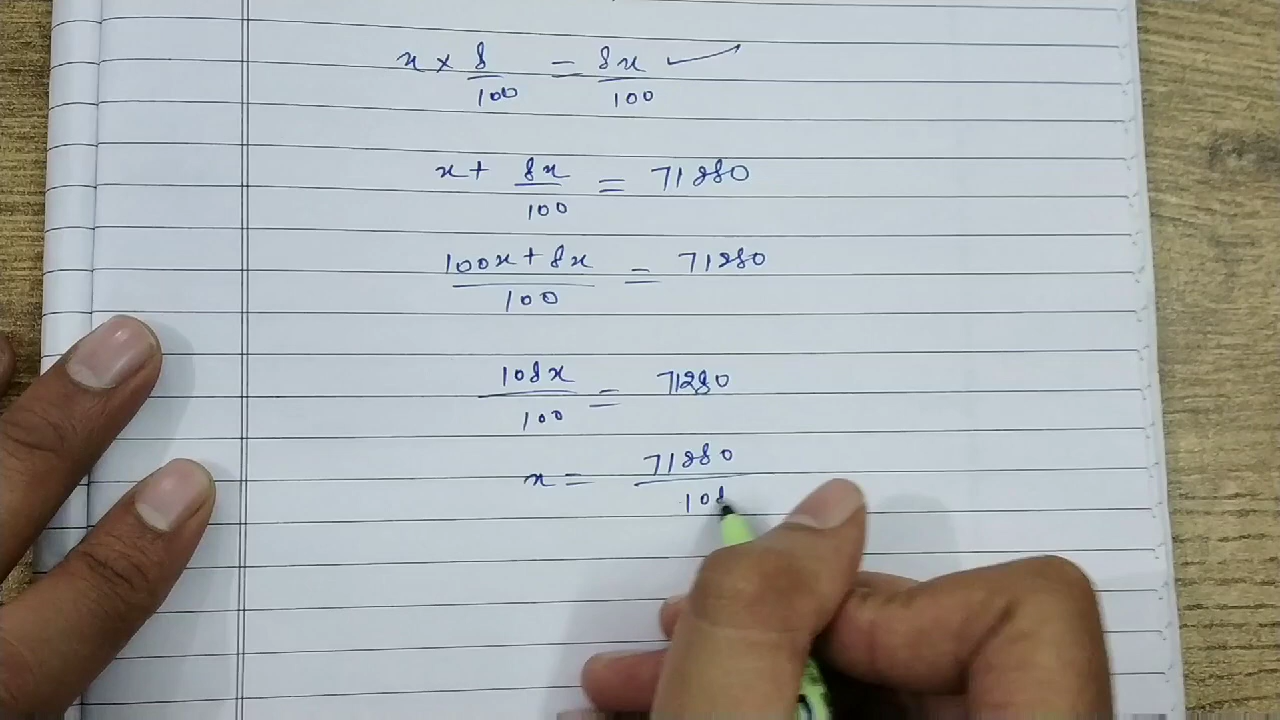 x × 8/100 = 8x/100
x + 8x/100 = 71280
100x + 8x/100 = 71280
108x/100 = 71280
x = 71280/108